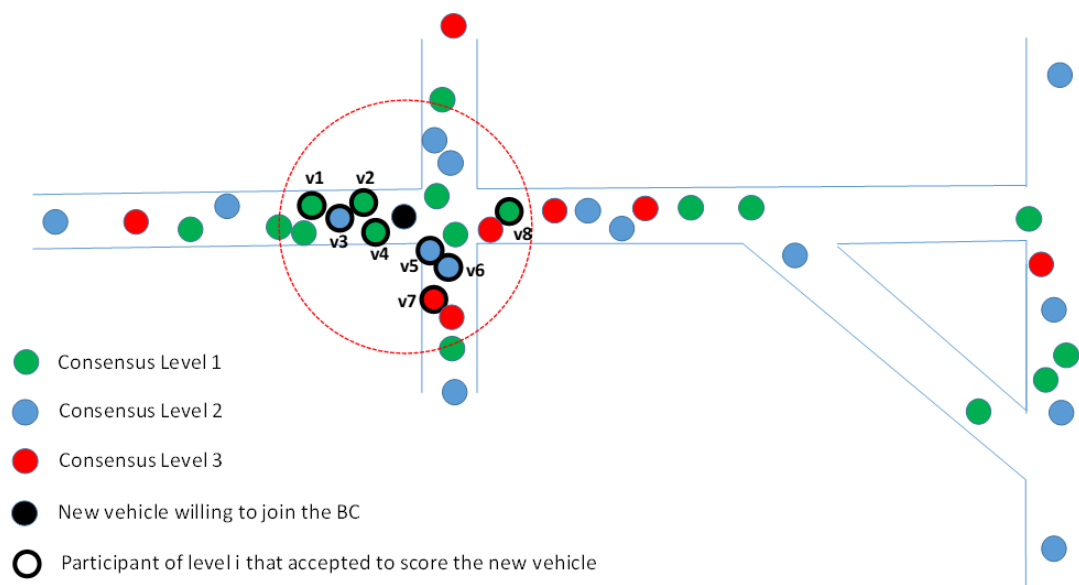 v1
v2
v3
v4
v8
v5
v6
v7
Consensus Level 1
Consensus Level 2
Consensus Level 3
New vehicle willing to join the BC
Participant of level i that accepted to score the new vehicle